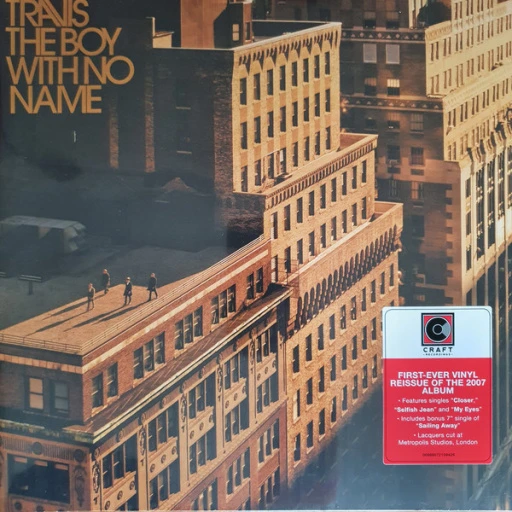 TRAVIS
THE BOY
WITH NO
NAME
C
CRAFT
RECORDINGS
FIRST-EVER VINYL
REISSUE OF THE 2007
ALBUM
• Features singles "Closer,"
"Selfish Jean" and "My Eyes"
• Includes bonus 7" single of
"Sailing Away"
• Lacquers cut at
Metropolis Studios, London